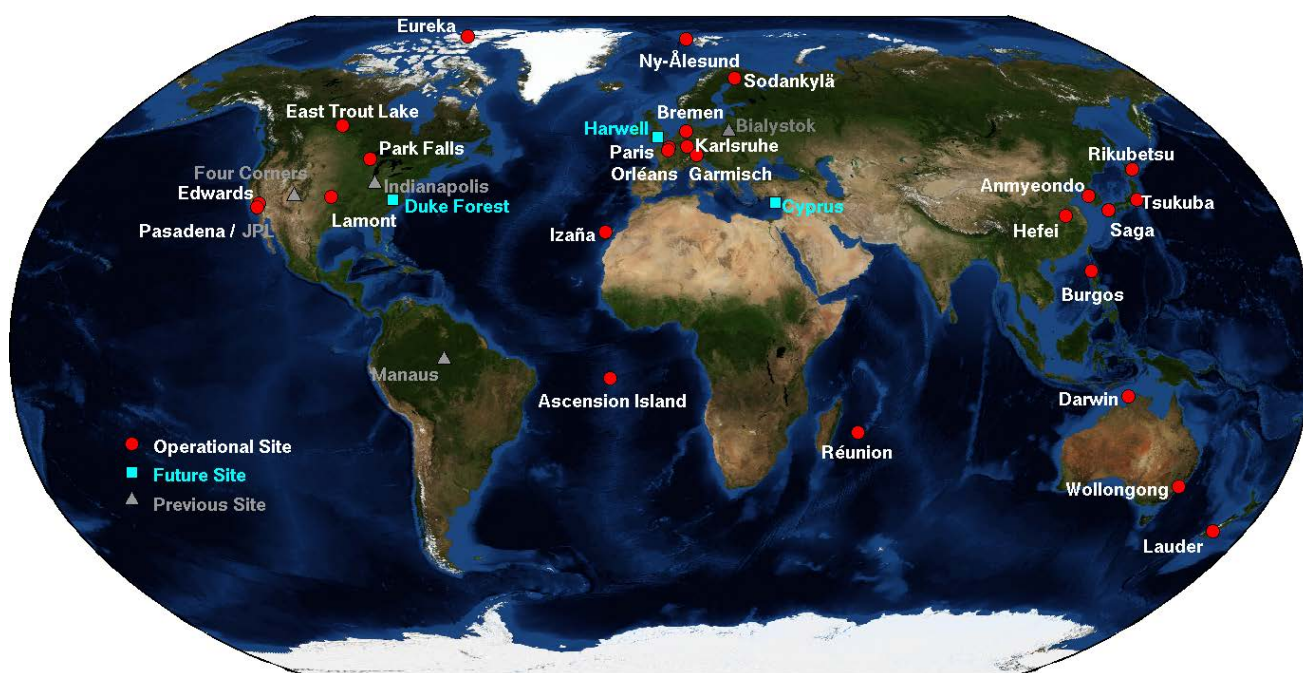 Eureka
Ny-Ålesund
Sodankylä
East Trout Lake
Bremen
Harwell
Bialystok
Park Falls
Paris
Karlsruhe
Rikubetsu
Four Corners
Orléans
Garmisch
Edwards
Indianapolis
Anmyeondo
Duke Forest
Cyprus
Tsukuba
Lamont
Pasadena / JPL
Izaña
Hefei
Saga
Burgos
Manaus
Ascension Island
Darwin
Réunion
Operational Site
Future Site
Previous Site
Wollongong
Lauder